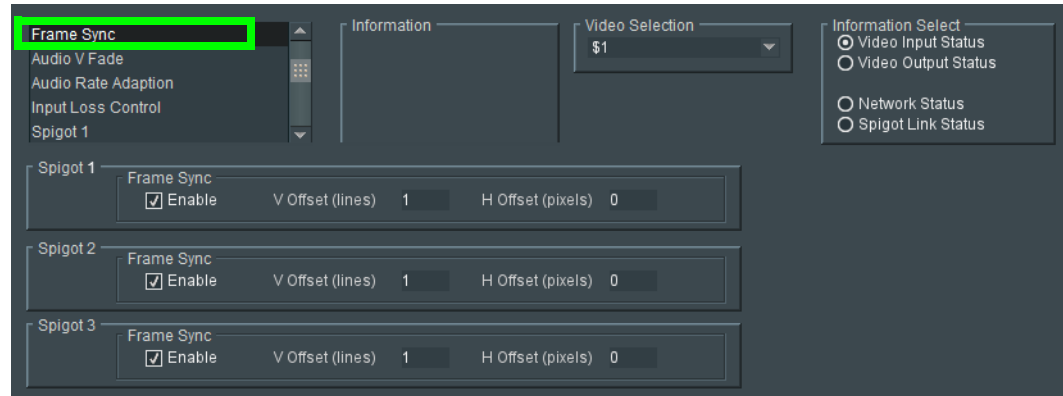 Frame Sync
Audio V Fade
Audio Rate Adaption
Input Loss Control
Spigot 1
Information
Video Selection
$1
Information Select
Video Input Status
Video Output Status
Network Status
Spigot Link Status
Spigot 1
Frame Sync
Enable V Offset (lines) 1 H Offset (pixels) 0
Spigot 2
Frame Sync
Enable V Offset (lines) 1 H Offset (pixels) 0
Spigot 3
Frame Sync
Enable V Offset (lines) 1 H Offset (pixels) 0